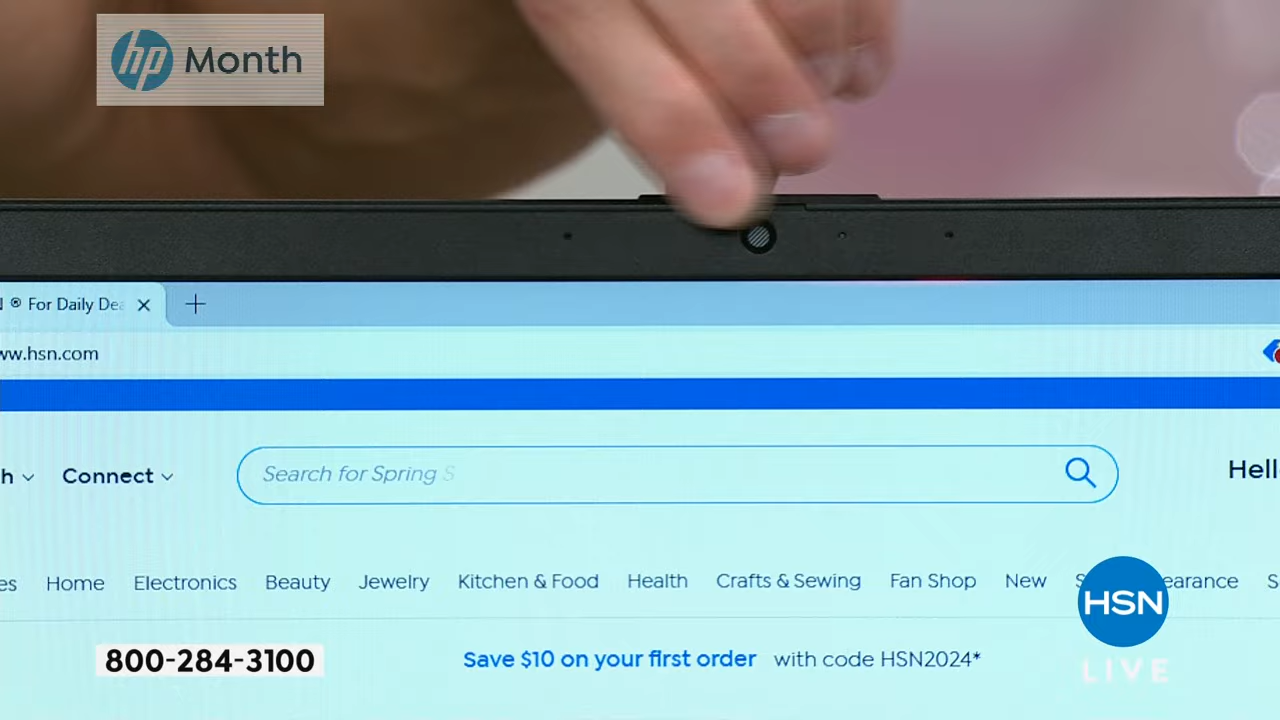 hp Month
® For Daily Dea
ww.hsn.com
Connect
Search for Spring S
Hell
Home Electronics Beauty Jewelry Kitchen & Food Health Crafts & Sewing Fan Shop New earance
HSN
LIVE
800-284-3100
Save $10 on your first order with code HSN2024*